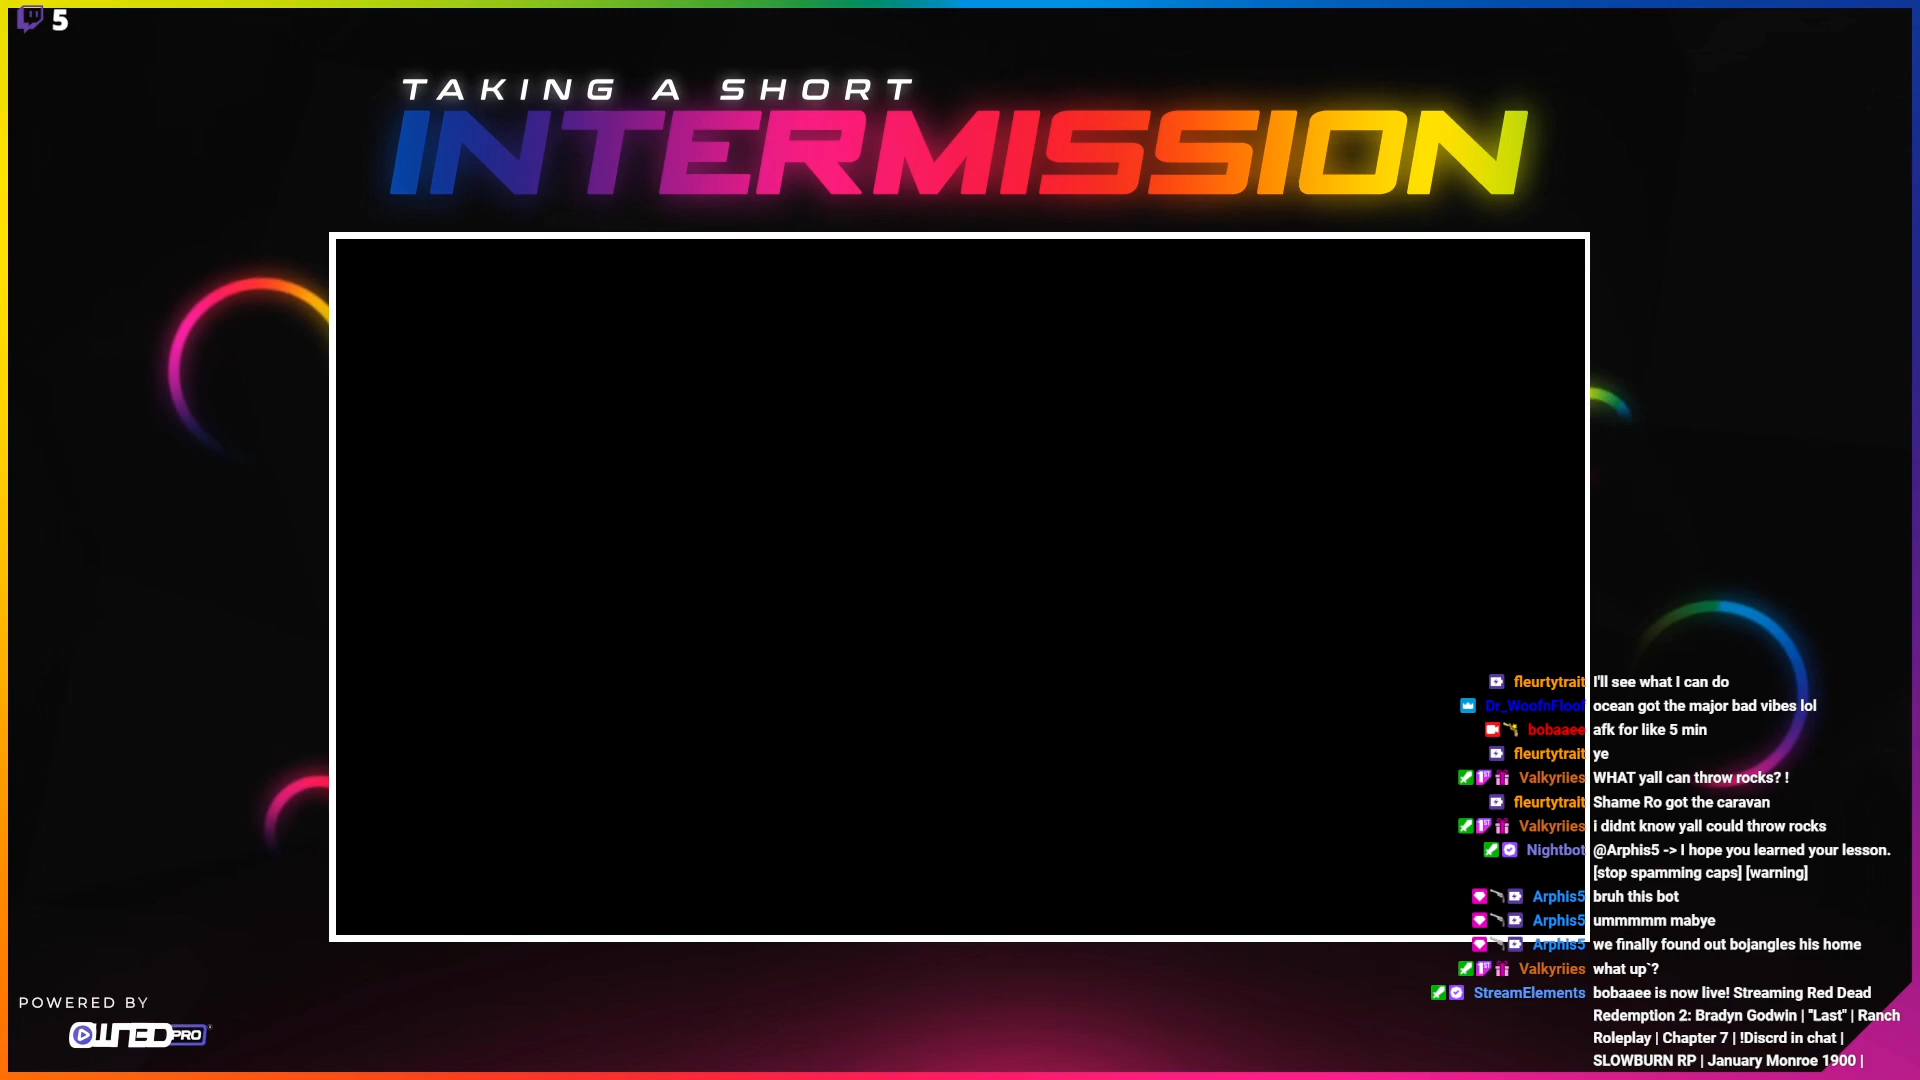 5
TAKING A SHORT
INTERMISSION
fleurtytrait I'll see what I can do
Dr_WoofnFloof ocean got the major bad vibes lol
bobaaee afk for like 5 min
fleurtytrait ye
Valkyriies WHAT yall can throw rocks? !
fleurtytrait Shame Ro got the caravan
Valkyriies i didnt know yall could throw rocks
Nightbot @Arphis5 -> I hope you learned your lesson.
[stop spamming caps] [warning]
Arphis5 bruh this bot
Arphis5 ummmmm mabye
Arphis5 we finally found out bojangles his home
Valkyriies what up`?
StreamElements bobaaee is now live! Streaming Red Dead
Redemption 2: Bradyn Godwin | "Last" | Ranch
Roleplay | Chapter 7 | !Discrd in chat |
SLOWBURN RP | January Monroe 1900 |
POWERED BY
OWNED PRO